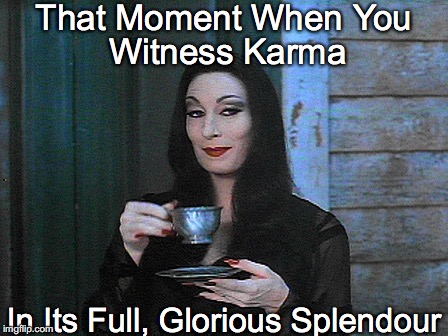 That Moment When You
Witness Karma
In Its Full, Glorious Splendour
imgflip.com